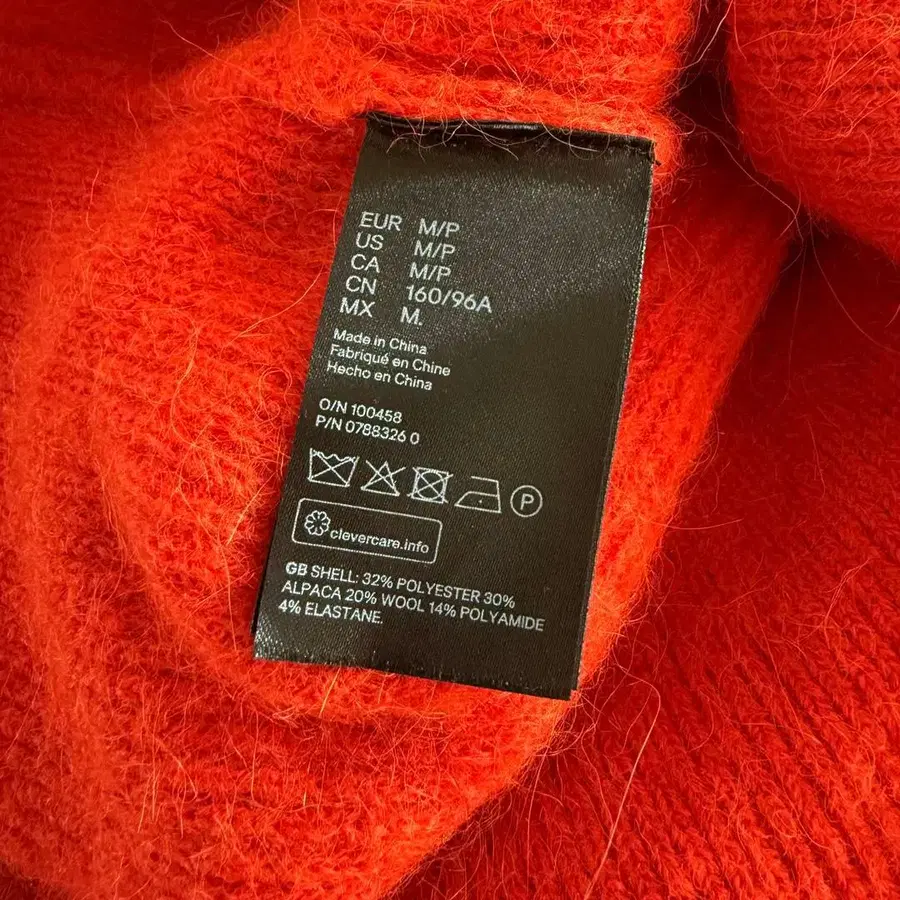 EUR M/P
US M/P
CA M/P
CN 160/96A
MX M.
Made in China
Fabriqué en Chine
Hecho en China
O/N 100458
P/N 0788326 0
P
clevercare.info
GB SHELL: 32% POLYESTER 30%
ALPACA 20% WOOL 14% POLYAMIDE
4% ELASTANE.